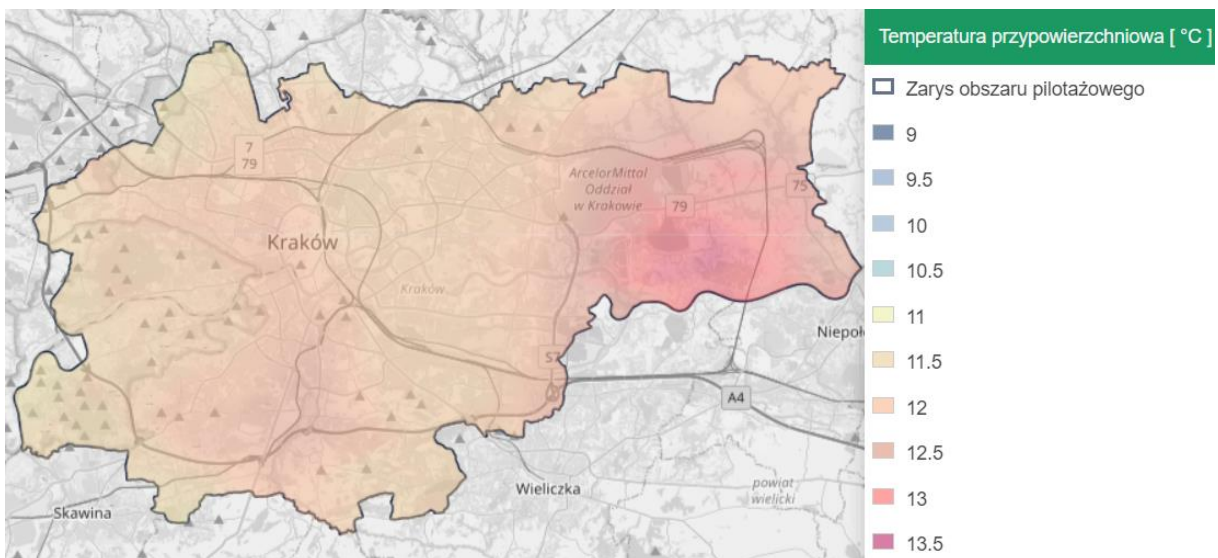 Temperatura przypowierzchniowa [ °C ]
Zarys obszaru pilotażowego
9
9.5
10
10.5
11
11.5
12
12.5
13
13.5
7
79
ArcelorMittal
Oddział
w Krakowie
75
79
Kraków
Kraków
Niepoł
S7
A4
Wieliczka
powiat
wielicki
Skawina